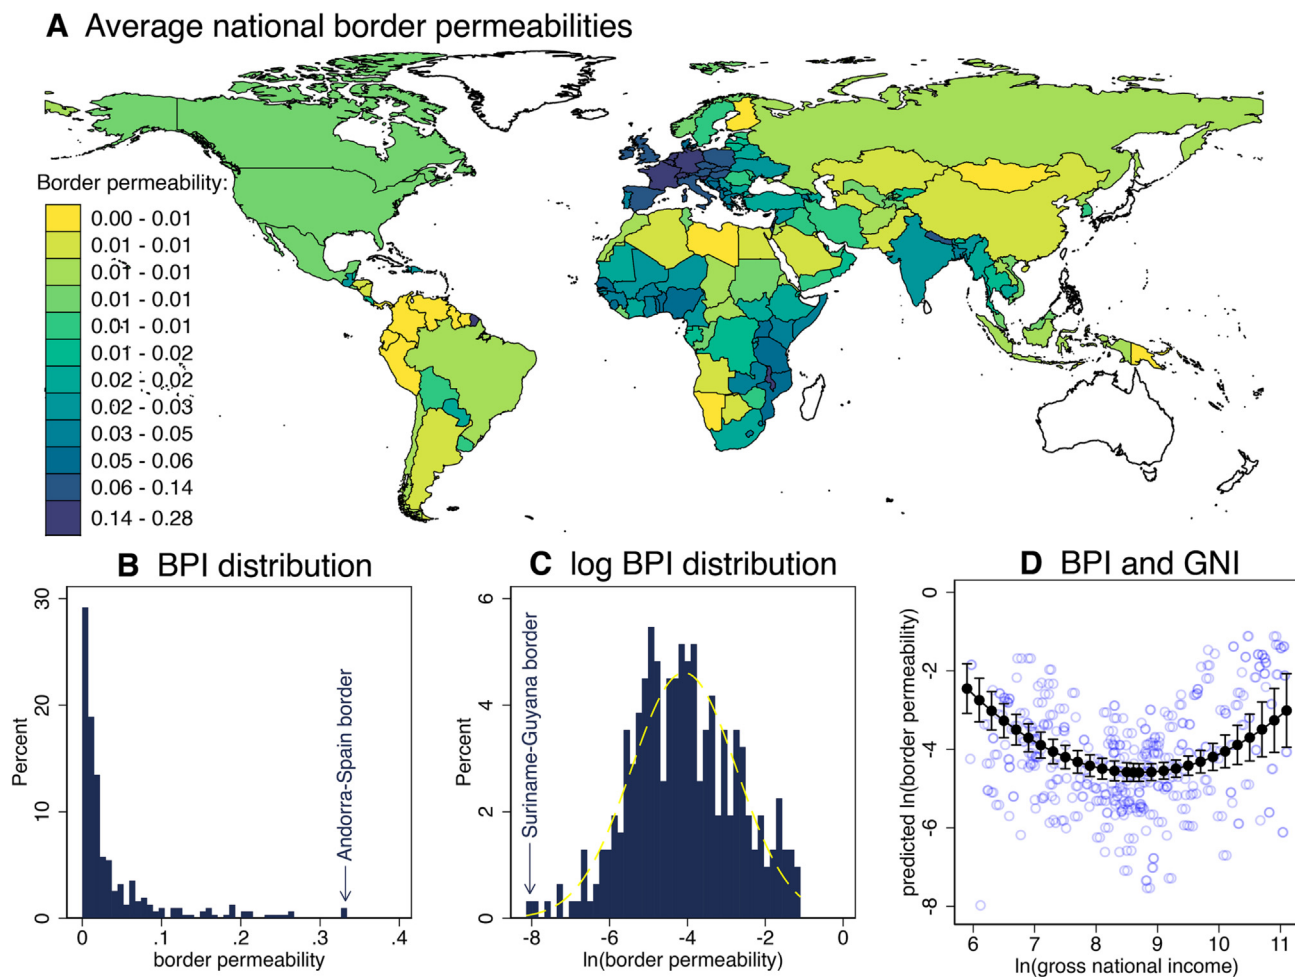 A Average national border permeabilities
Border permeability:
0.00 - 0.01
0.01 - 0.01
0.01 - 0.01
0.01 - 0.01
0.01 - 0.01
0.01 - 0.02
0.02 - 0.02
0.02 - 0.03
0.03 - 0.05
0.05 - 0.06
0.06 - 0.14
0.14 - 0.28
B BPI distribution
Percent
30
20
10
0
Andorra-Spain border
0 .1 .2 .3 .4
border permeability
C log BPI distribution
Percent
6
4
2
0
Suriname-Guyana border
-8 -6 -4 -2 0
ln(border permeability)
D BPI and GNI
predicted ln(border permeability)
0
-2
-4
-6
-8
6 7 8 9 10 11
ln(gross national income)